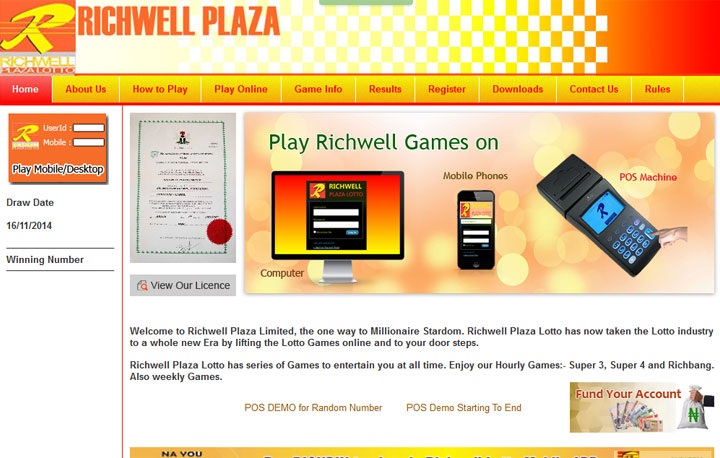 Play Richwell
RICHWELL PLAZA
RICHWELL
PLAZA LOTTO
Home
About Us
How to Play
Play Online
Game Info
Results
Register
Downloads
Contact Us
Rules
UserId :
Mobile :
Play Mobile/Desktop
Draw Date
16/11/2014
Winning Number
View Our Licence
Play Richwell Games on
Computer
RICHWELL
PLAZA LOTTO
Mobile Phones
POS Machine
Welcome to Richwell Plaza Limited, the one way to Millionaire Stardom. Richwell Plaza Lotto has now taken the Lotto industry
to a whole new Era by lifting the Lotto Games online and to your door steps.
Richwell Plaza Lotto has series of Games to entertain you at all time. Enjoy our Hourly Games:- Super 3, Super 4 and Richbang.
Also weekly Games.
POS DEMO for Random Number
POS Demo Starting To End
Fund Your Account
₦
NA YOU